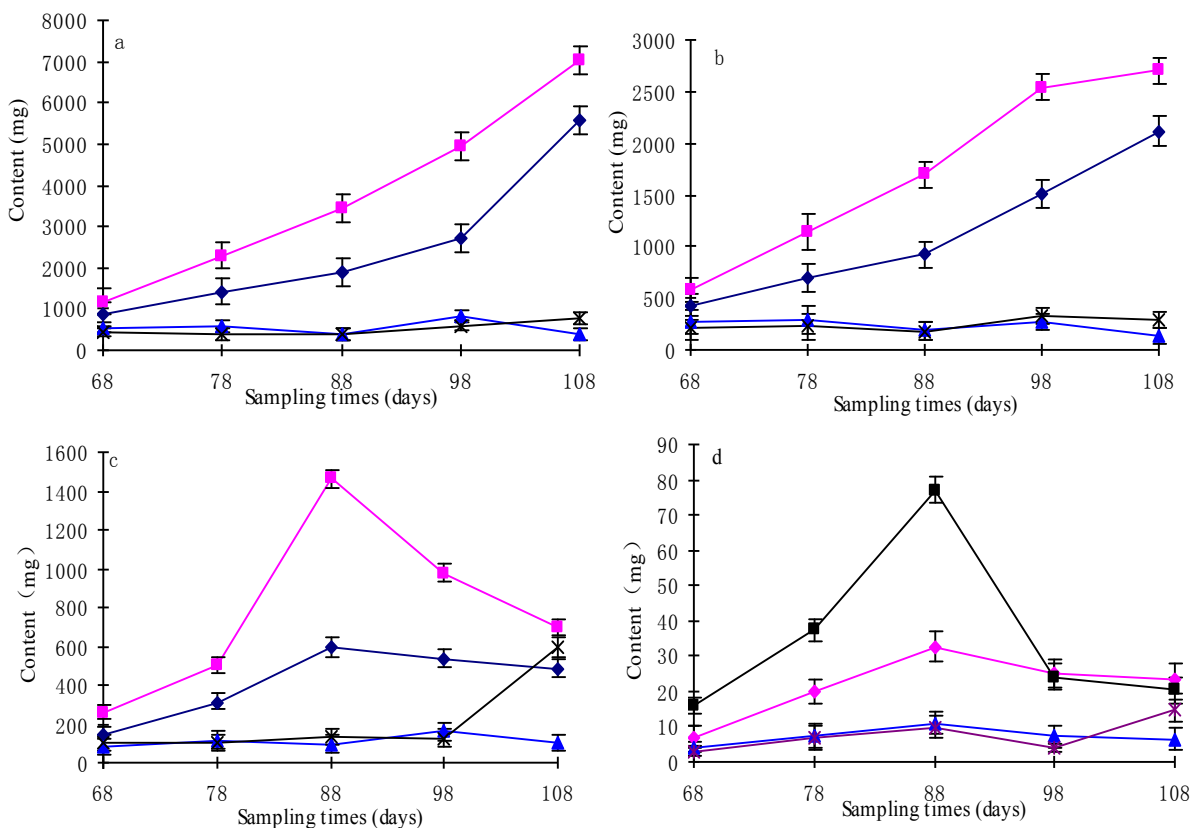 a
8000
7000
6000
5000
4000
3000
2000
1000
0
Content (mg)
68 78 88 98 108
Sampling times (days)
b
3000
2500
2000
1500
1000
500
0
Content (mg)
68 78 88 98 108
Sampling times (days)
c
1600
1400
1200
1000
800
600
400
200
0
Content（mg）
68 78 88 98 108
Sampling times (days)
d
90
80
70
60
50
40
30
20
10
0
Content (mg)
68 78 88 98 108
Sampling times (days)